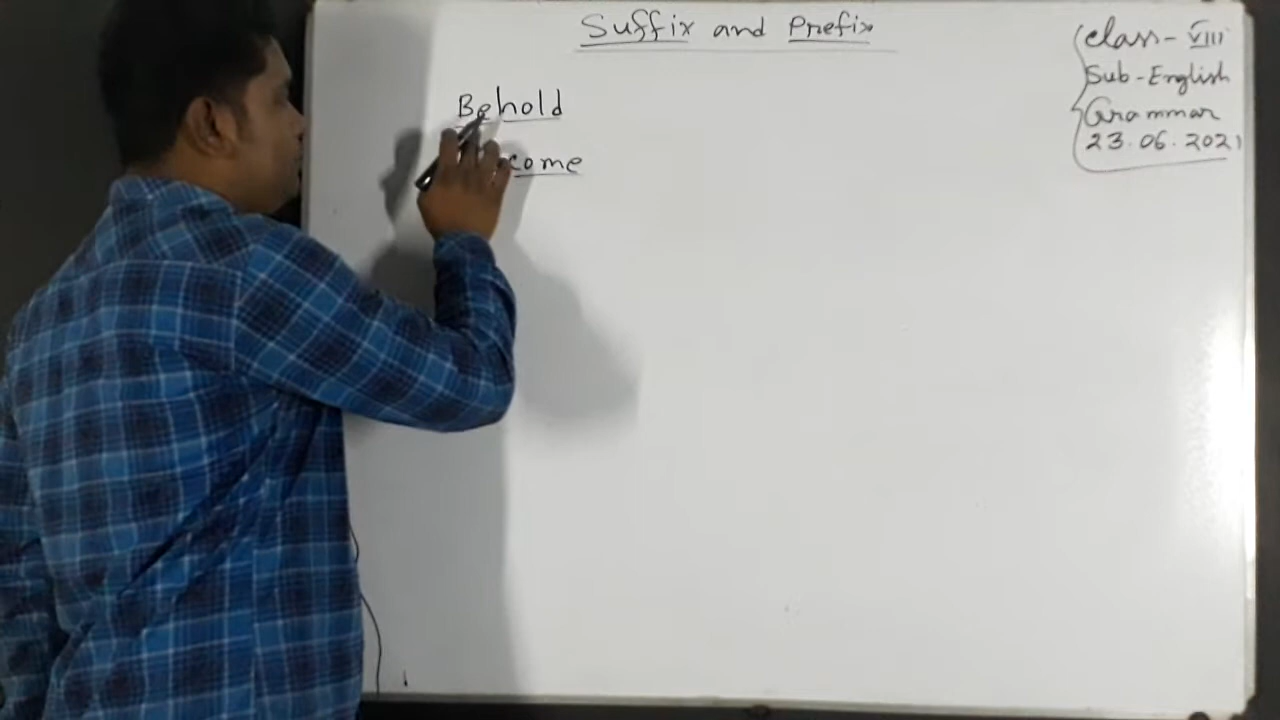 Suffix and Prefix
Class - VIII
Sub - English
Grammar
23.06.2021
Behold
come